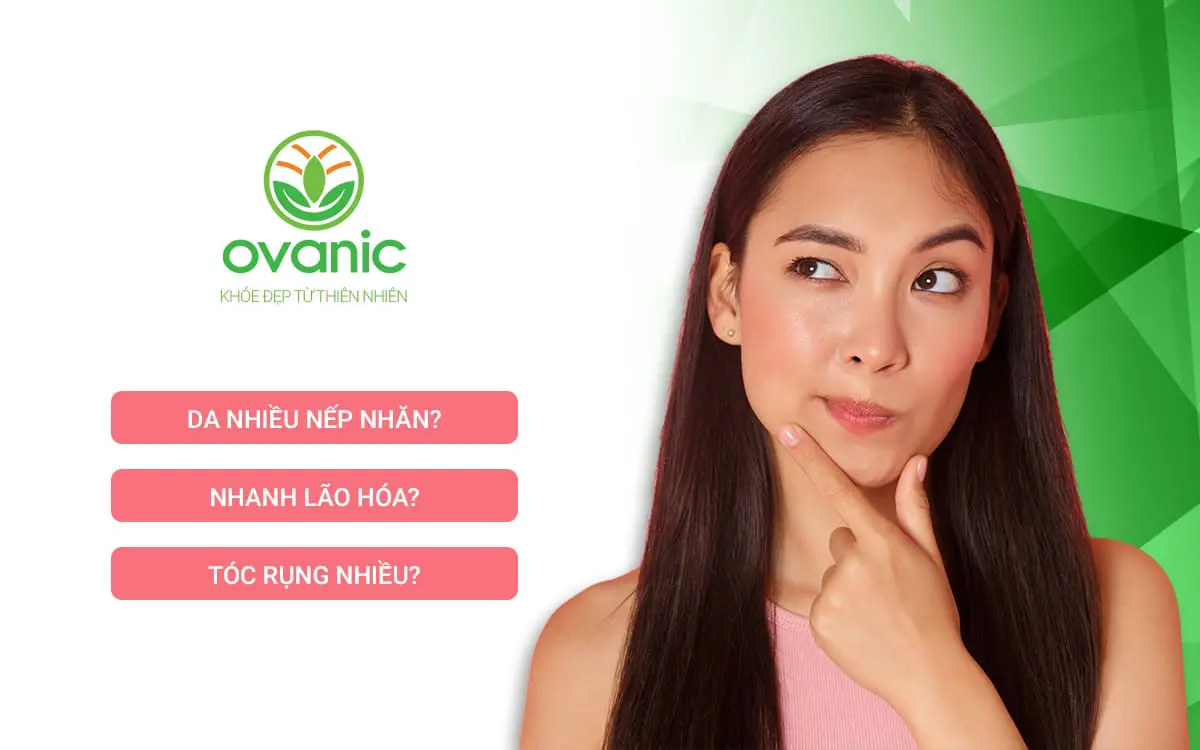 ovanic
KHỎE ĐẸP TỪ THIÊN NHIÊN
DA NHIỀU NẾP NHĂN?
NHANH LÃO HÓA?
TÓC RỤNG NHIỀU?